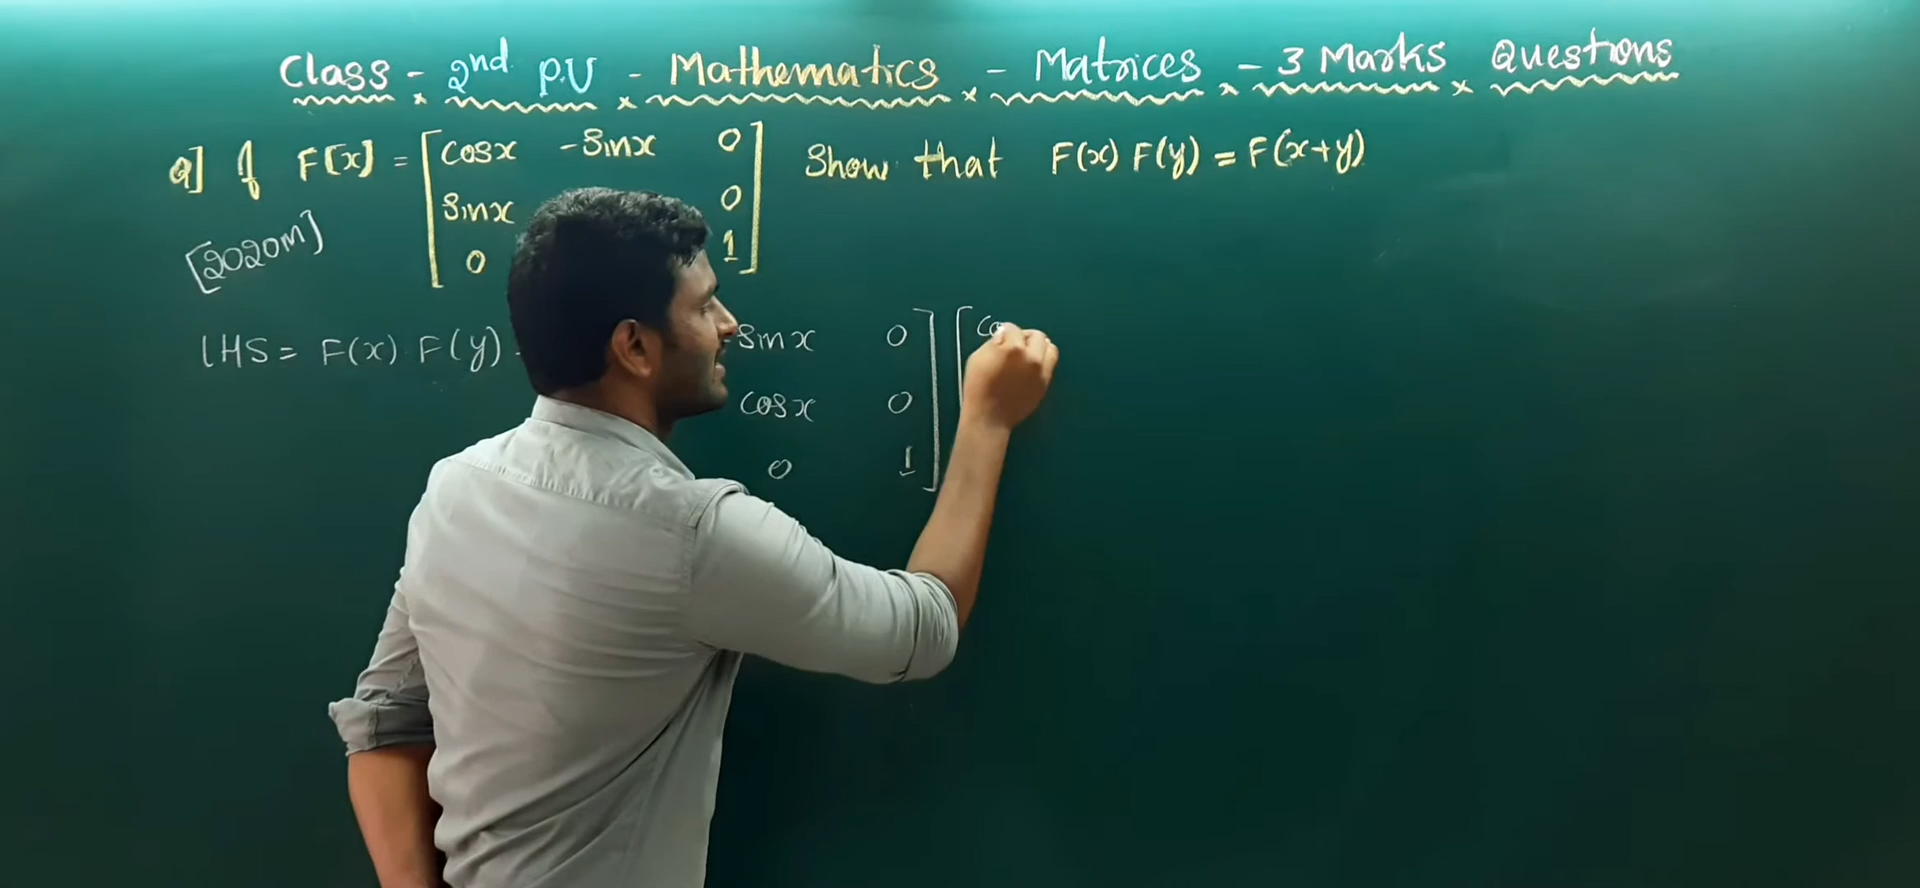 Class - 2nd P.U - Mathematics - Matrices - 3 Marks Questions
Q] If F[x] = [cosx -sinx 0] Show that F(x) F(y) = F(x+y)
sinx 0
[2020M]
0 1
LHS = F(x) F(y) -sinx 0] [co
cosx 0
0 1